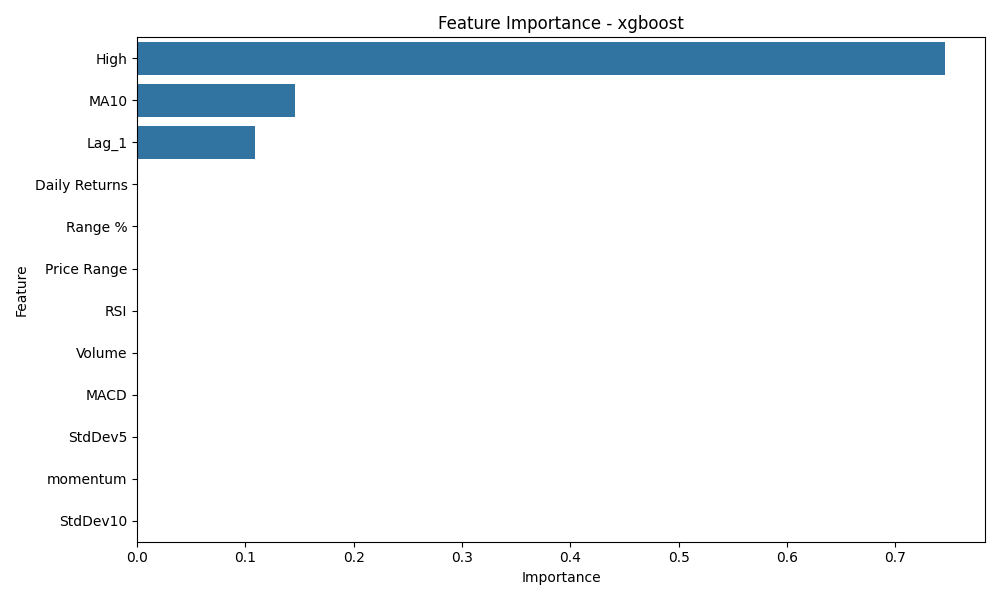 Feature Importance - xgboost
High
MA10
Lag_1
Daily Returns
Range %
Price Range
RSI
Volume
MACD
StdDev5
momentum
StdDev10
Feature
0.0 0.1 0.2 0.3 0.4 0.5 0.6 0.7
Importance